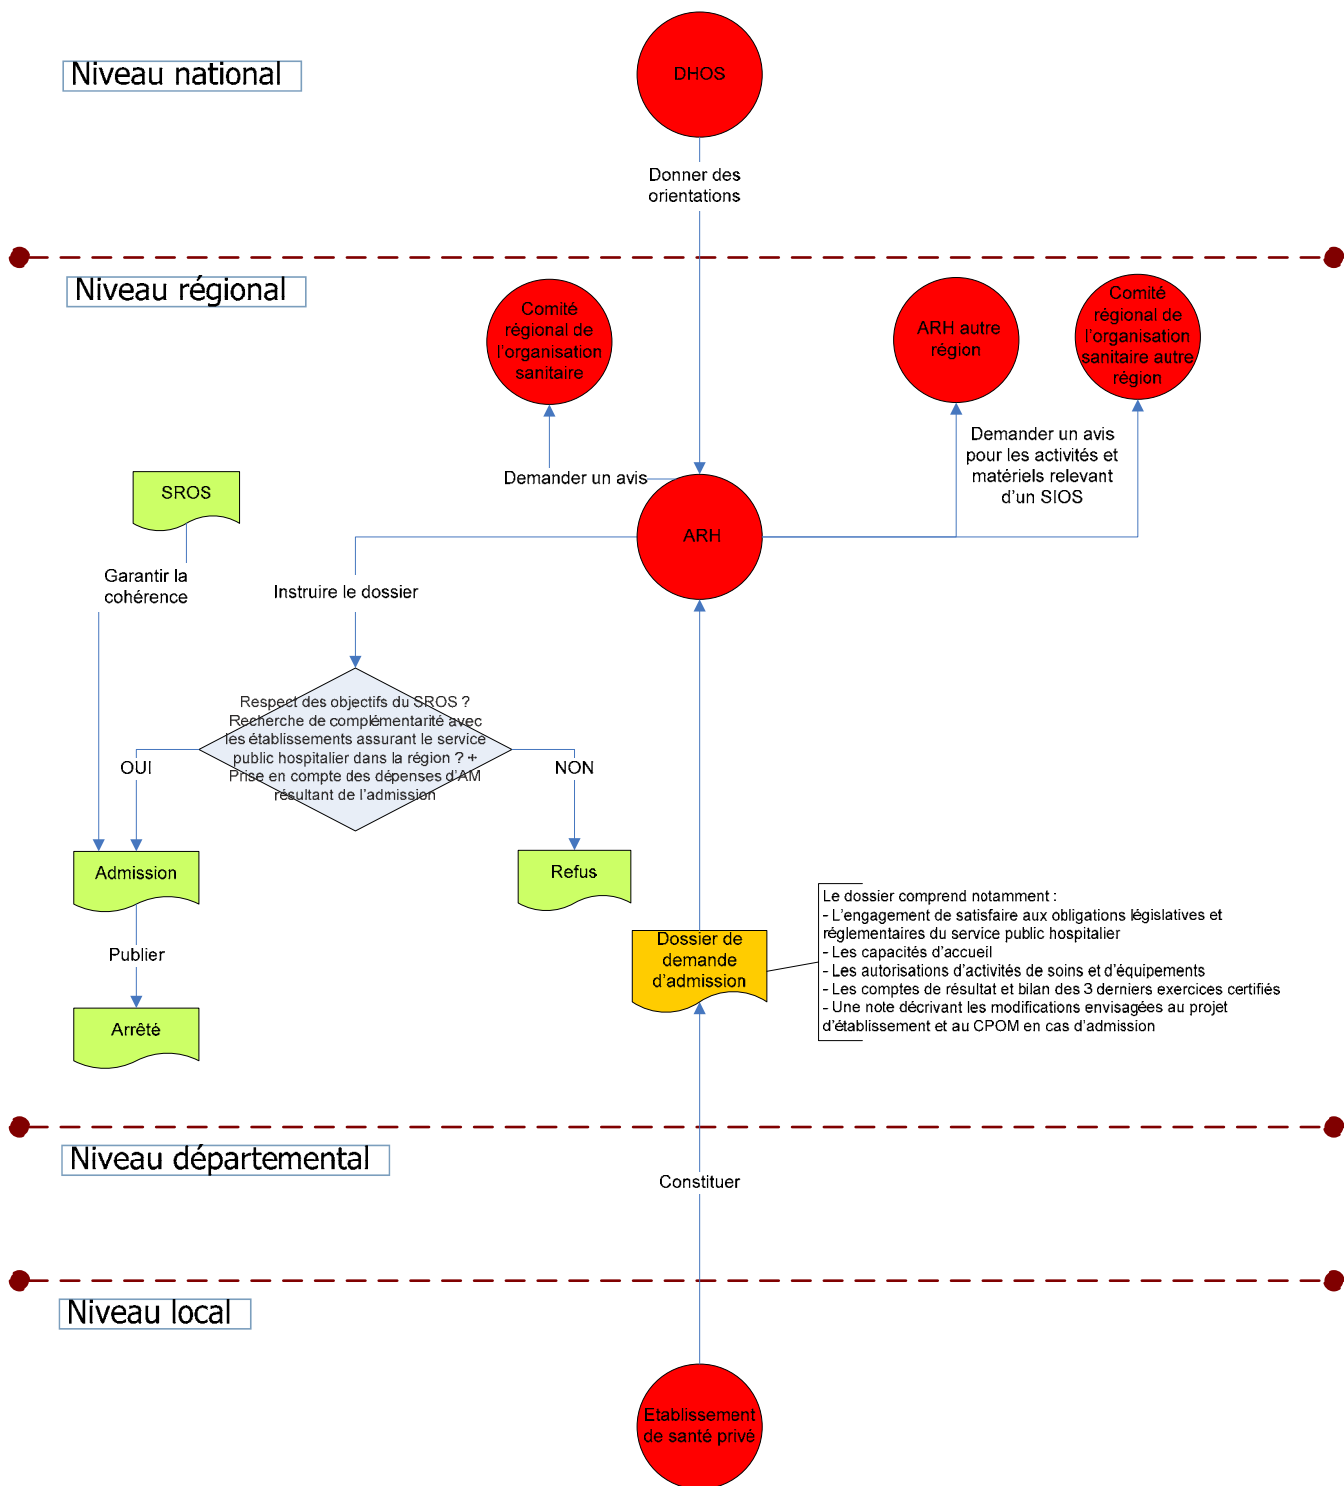 Niveau national
DHOS
Donner des
orientations
Niveau régional
Comité
régional de
l'organisation
sanitaire
ARH autre
région
Comité
régional de
l'organisation
sanitaire autre
région
Demander un avis
pour les activités et
matériels relevant
d'un SIOS
Demander un avis
SROS
ARH
Garantir la
cohérence
Instruire le dossier
Respect des objectifs du SROS ?
Recherche de complémentarité avec
les établissements assurant le service
public hospitalier dans la région ? +
Prise en compte des dépenses d'AM
résultant de l'admission
OUI
NON
Admission
Refus
Publier
Arrêté
Dossier de
demande
d'admission
Le dossier comprend notamment :
- L'engagement de satisfaire aux obligations législatives et
réglementaires du service public hospitalier
- Les capacités d'accueil
- Les autorisations d'activités de soins et d'équipements
- Les comptes de résultat et bilan des 3 derniers exercices certifiés
- Une note décrivant les modifications envisagées au projet
d'établissement et au CPOM en cas d'admission
Niveau départemental
Constituer
Niveau local
Etablissement
de santé privé